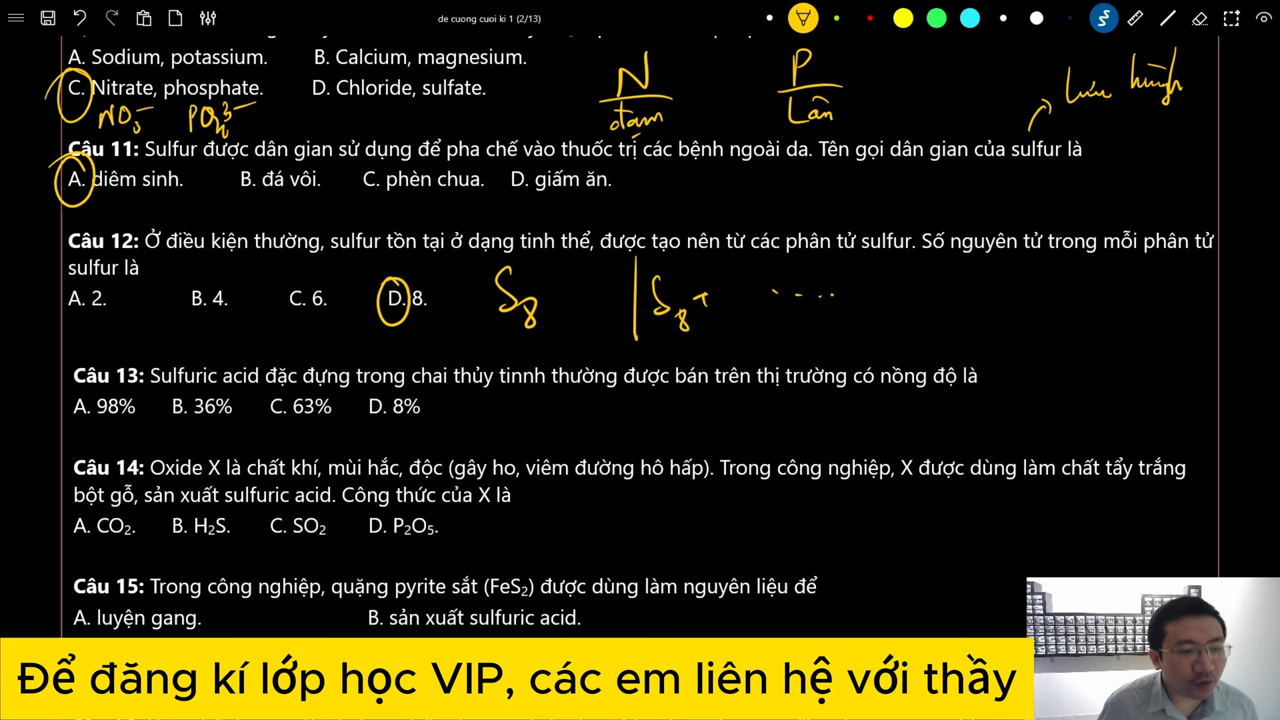 de cuong cuoi ki 1 (2/13)
A. Sodium, potassium. B. Calcium, magnesium.
C. Nitrate, phosphate. D. Chloride, sulfate.
NO₃⁻ PO₄³⁻
N
đạm
P
Lân
lưu huỳnh
Câu 11: Sulfur được dân gian sử dụng để pha chế vào thuốc trị các bệnh ngoài da. Tên gọi dân gian của sulfur là
A. diêm sinh. B. đá vôi. C. phèn chua. D. giấm ăn.
Câu 12: Ở điều kiện thường, sulfur tồn tại ở dạng tinh thể, được tạo nên từ các phân tử sulfur. Số nguyên tử trong mỗi phân tử
sulfur là
A. 2. B. 4. C. 6. D. 8. S₈ | S₈ + ....
Câu 13: Sulfuric acid đặc đựng trong chai thủy tinnh thường được bán trên thị trường có nồng độ là
A. 98% B. 36% C. 63% D. 8%
Câu 14: Oxide X là chất khí, mùi hắc, độc (gây ho, viêm đường hô hấp). Trong công nghiệp, X được dùng làm chất tẩy trắng
bột gỗ, sản xuất sulfuric acid. Công thức của X là
A. CO₂. B. H₂S. C. SO₂ D. P₂O₅.
Câu 15: Trong công nghiệp, quặng pyrite sắt (FeS₂) được dùng làm nguyên liệu để
A. luyện gang. B. sản xuất sulfuric acid.
Để đăng kí lớp học VIP, các em liên hệ với thầy